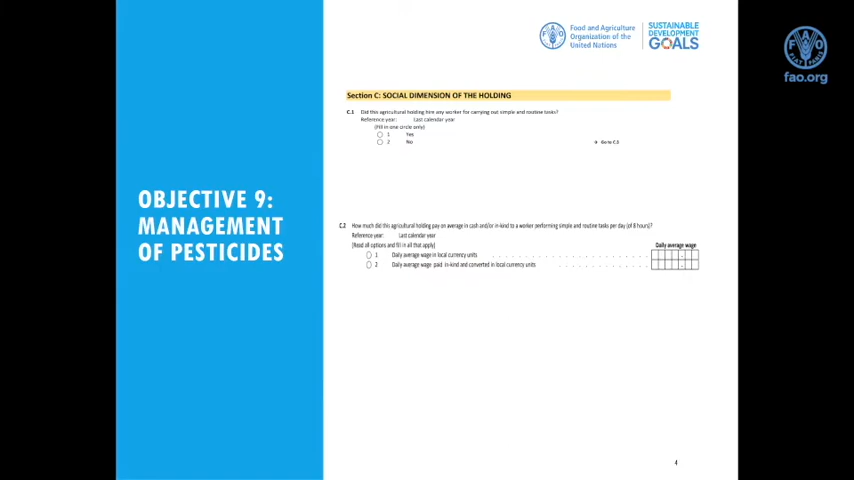 Food and Agriculture
Organization of the
United Nations
SUSTAINABLE
DEVELOPMENT
GOALS
FAO
FIAT PANIS
fao.org
Section C: SOCIAL DIMENSION OF THE HOLDING
C.1 Did this agricultural holding hire any worker for carrying out simple and routine tasks?
Reference year: Last calendar year
(Fill in one circle only)
1 Yes
2 No Go to C.3
OBJECTIVE 9:
MANAGEMENT
OF PESTICIDES
C.2 How much did this agricultural holding pay on average in cash and/or in-kind to a worker performing simple and routine tasks per day (of 8 hours)?
Reference year: Last calendar year
(Read all options and fill in all that apply) Daily average wage
1 Daily average wage in local currency units
2 Daily average wage paid in-kind and converted in local currency units
4